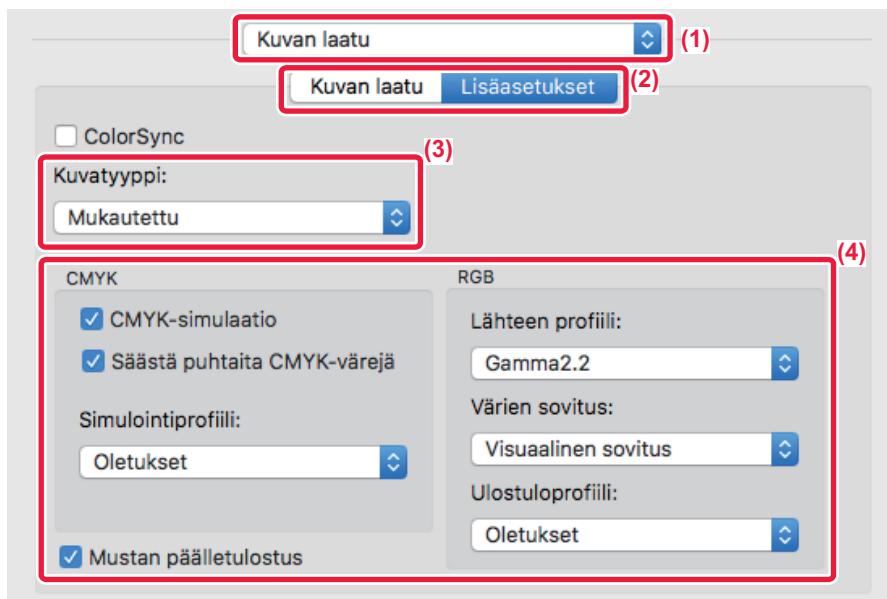 Kuvan laatu
(1)
Kuvan laatu
Lisäasetukset
(2)
ColorSync
(3)
Kuvatyyppi:
Mukautettu
(4)
CMYK
CMYK-simulaatio
Säästä puhtaita CMYK-värejä
Simulointiprofiili:
Oletukset
Mustan päälletulostus
RGB
Lähteen profiili:
Gamma2.2
Värien sovitus:
Visuaalinen sovitus
Ulostuloprofiili:
Oletukset